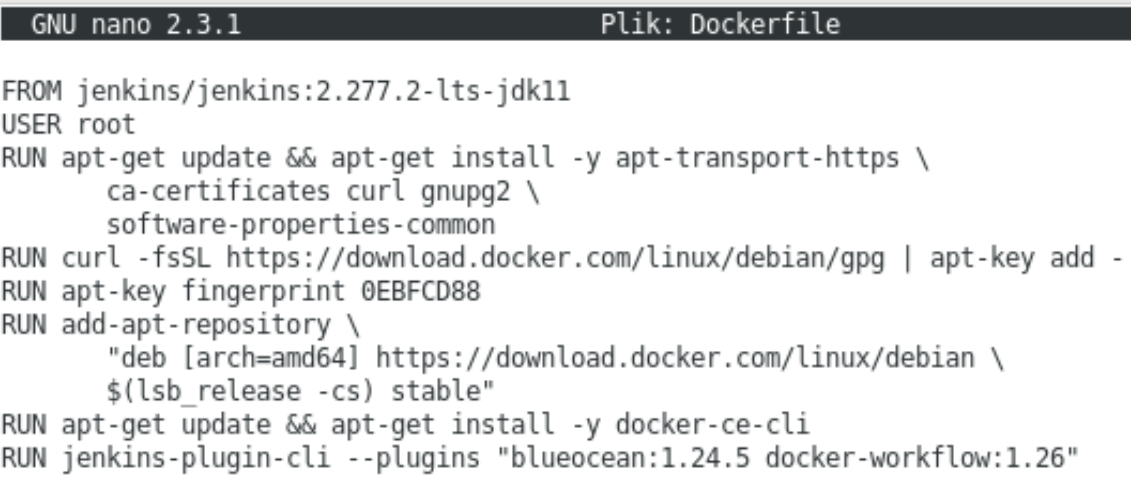 GNU nano 2.3.1 Plik: Dockerfile
FROM jenkins/jenkins:2.277.2-lts-jdk11
USER root
RUN apt-get update && apt-get install -y apt-transport-https \
ca-certificates curl gnupg2 \
software-properties-common
RUN curl -fsSL https://download.docker.com/linux/debian/gpg | apt-key add -
RUN apt-key fingerprint 0EBFCD88
RUN add-apt-repository \
"deb [arch=amd64] https://download.docker.com/linux/debian \
$(lsb_release -cs) stable"
RUN apt-get update && apt-get install -y docker-ce-cli
RUN jenkins-plugin-cli --plugins "blueocean:1.24.5 docker-workflow:1.26"